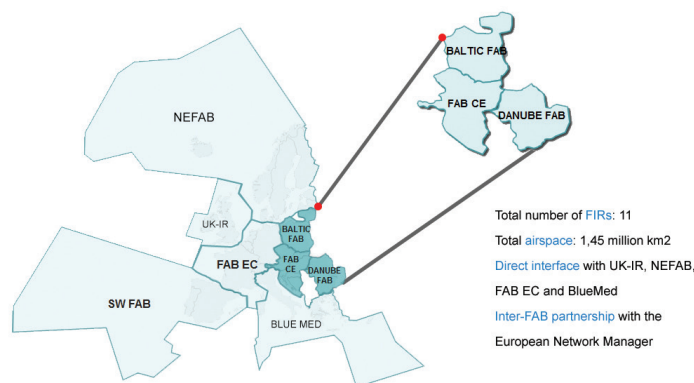 BALTIC FAB
FAB CE
DANUBE FAB
NEFAB
UK-IR
BALTIC
FAB
FAB EC
FAB
CE
DANUBE
FAB
SW FAB
BLUE MED
Total number of FIRs: 11
Total airspace: 1,45 million km2
Direct interface with UK-IR, NEFAB,
FAB EC and BlueMed
Inter-FAB partnership with the
European Network Manager